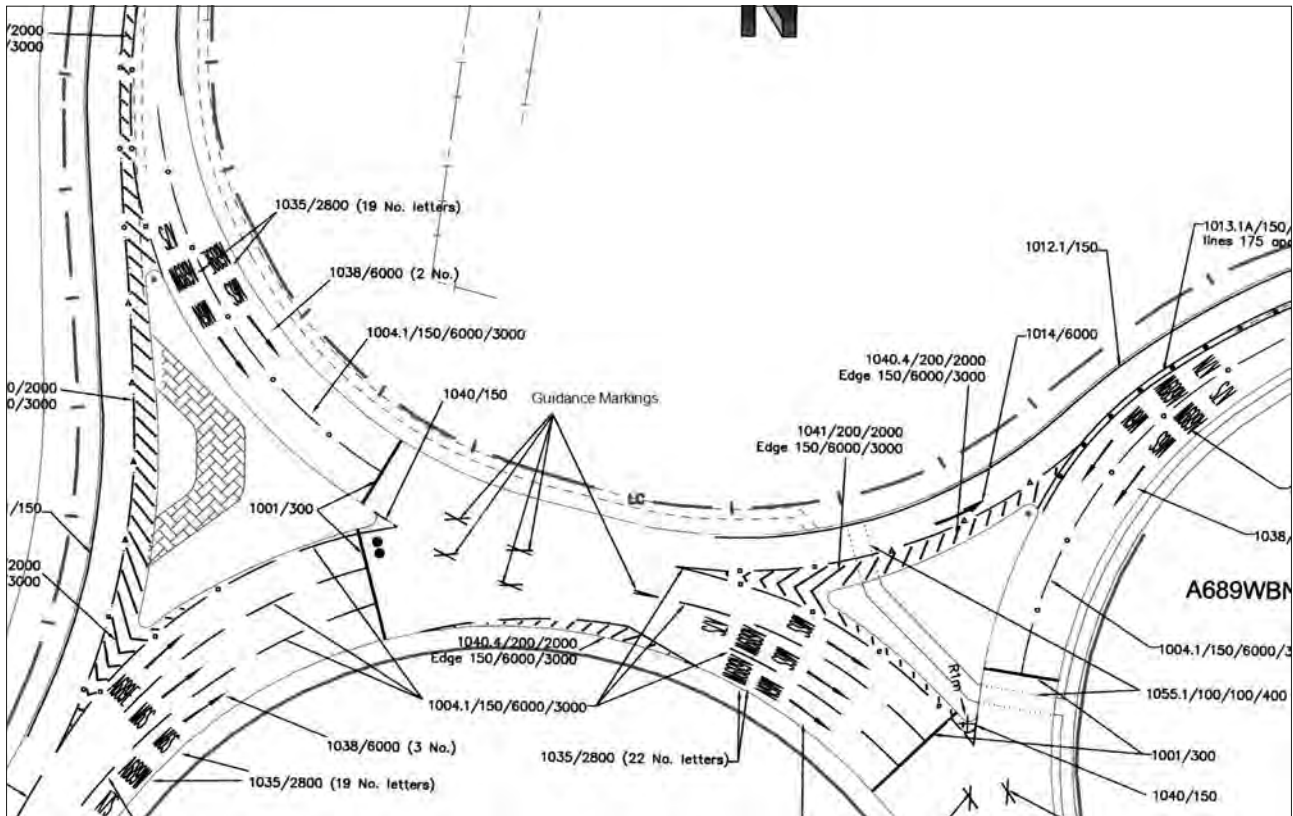 N
/2000
/3000
1035/2800 (19 No. letters)
1038/6000 (2 No.)
1004.1/150/6000/3000
1040/150
Guidance Markings
1013.1A/150/
lines 175 apa
1012.1/150
1014/6000
1040.4/200/2000
Edge 150/6000/3000
1041/200/2000
Edge 150/6000/3000
0/2000
0/3000
LC
1001/300
/150
2000
3000
1038/
A689WBN
1040.4/200/2000
Edge 150/6000/3000
1004.1/150/6000/3
R1m
1055.1/100/100/400
1004.1/150/6000/3000
1038/6000 (3 No.)
1035/2800 (22 No. letters)
1001/300
1035/2800 (19 No. letters)
1040/150